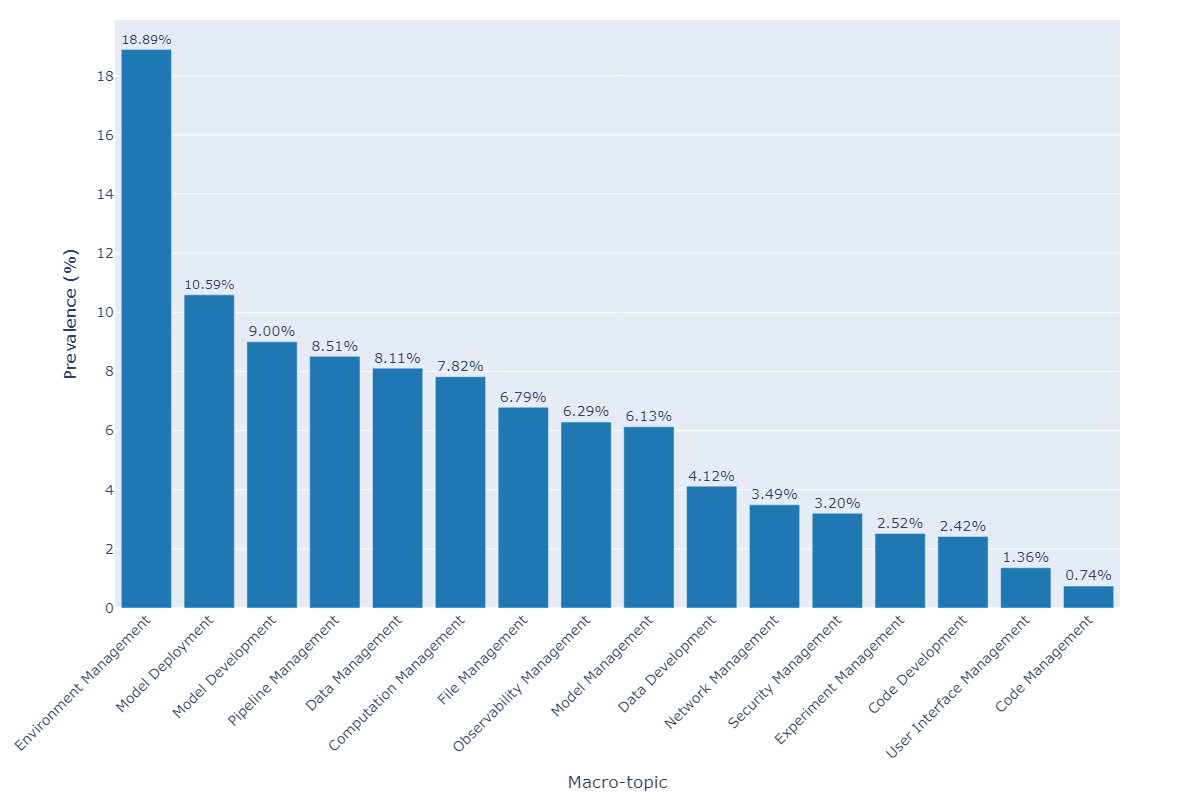 18.89%
10.59%
9.00%
8.51%
8.11%
7.82%
6.79%
6.29%
6.13%
4.12%
3.49%
3.20%
2.52%
2.42%
1.36%
0.74%
18
16
14
12
10
8
6
4
2
0
Prevalence (%)
Environment Management
Model Deployment
Model Development
Pipeline Management
Data Management
Computation Management
File Management
Observability Management
Model Management
Data Development
Network Management
Security Management
Experiment Management
Code Development
User Interface Management
Code Management
Macro-topic